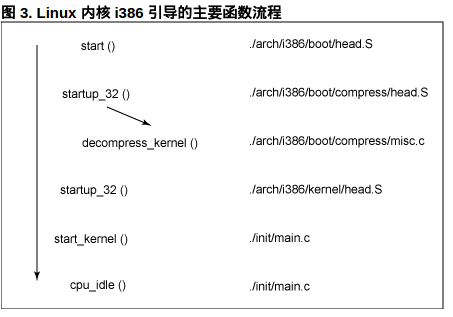 图 3. Linux 内核 i386 引导的主要函数流程
start () ./arch/i386/boot/head.S
startup_32 () ./arch/i386/boot/compress/head.S
decompress_kernel () ./arch/i386/boot/compress/misc.c
startup_32 () ./arch/i386/kernel/head.S
start_kernel () ./init/main.c
cpu_idle () ./init/main.c